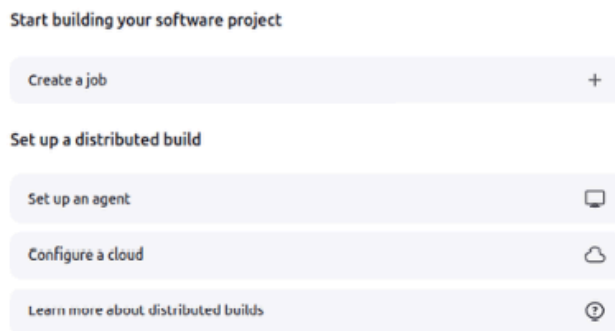 Start building your software project
Create a job
Set up a distributed build
Set up an agent
Configure a cloud
Learn more about distributed builds